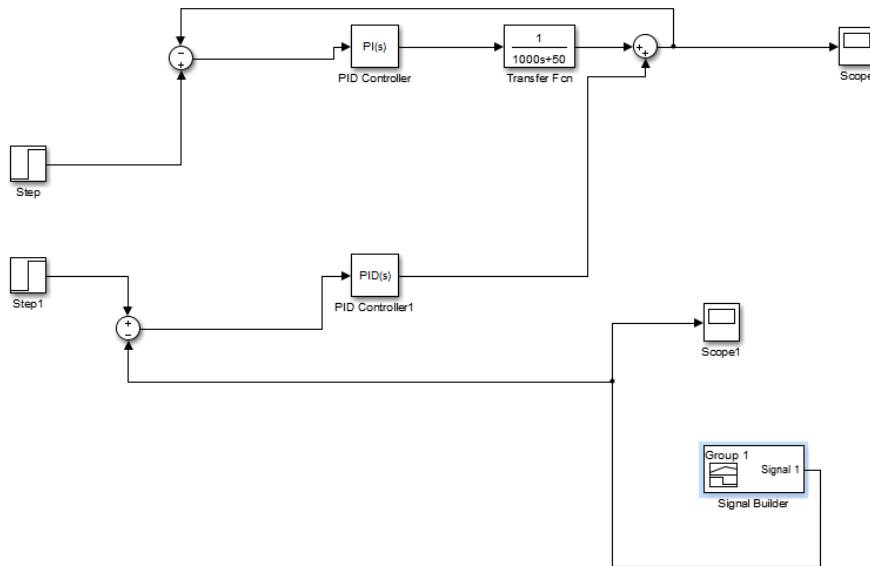 PI(s)
PID Controller
1
1000s+50
Transfer Fcn
Scope
Step
PID(s)
PID Controller1
Step1
Scope1
Group 1
Signal 1
Signal Builder